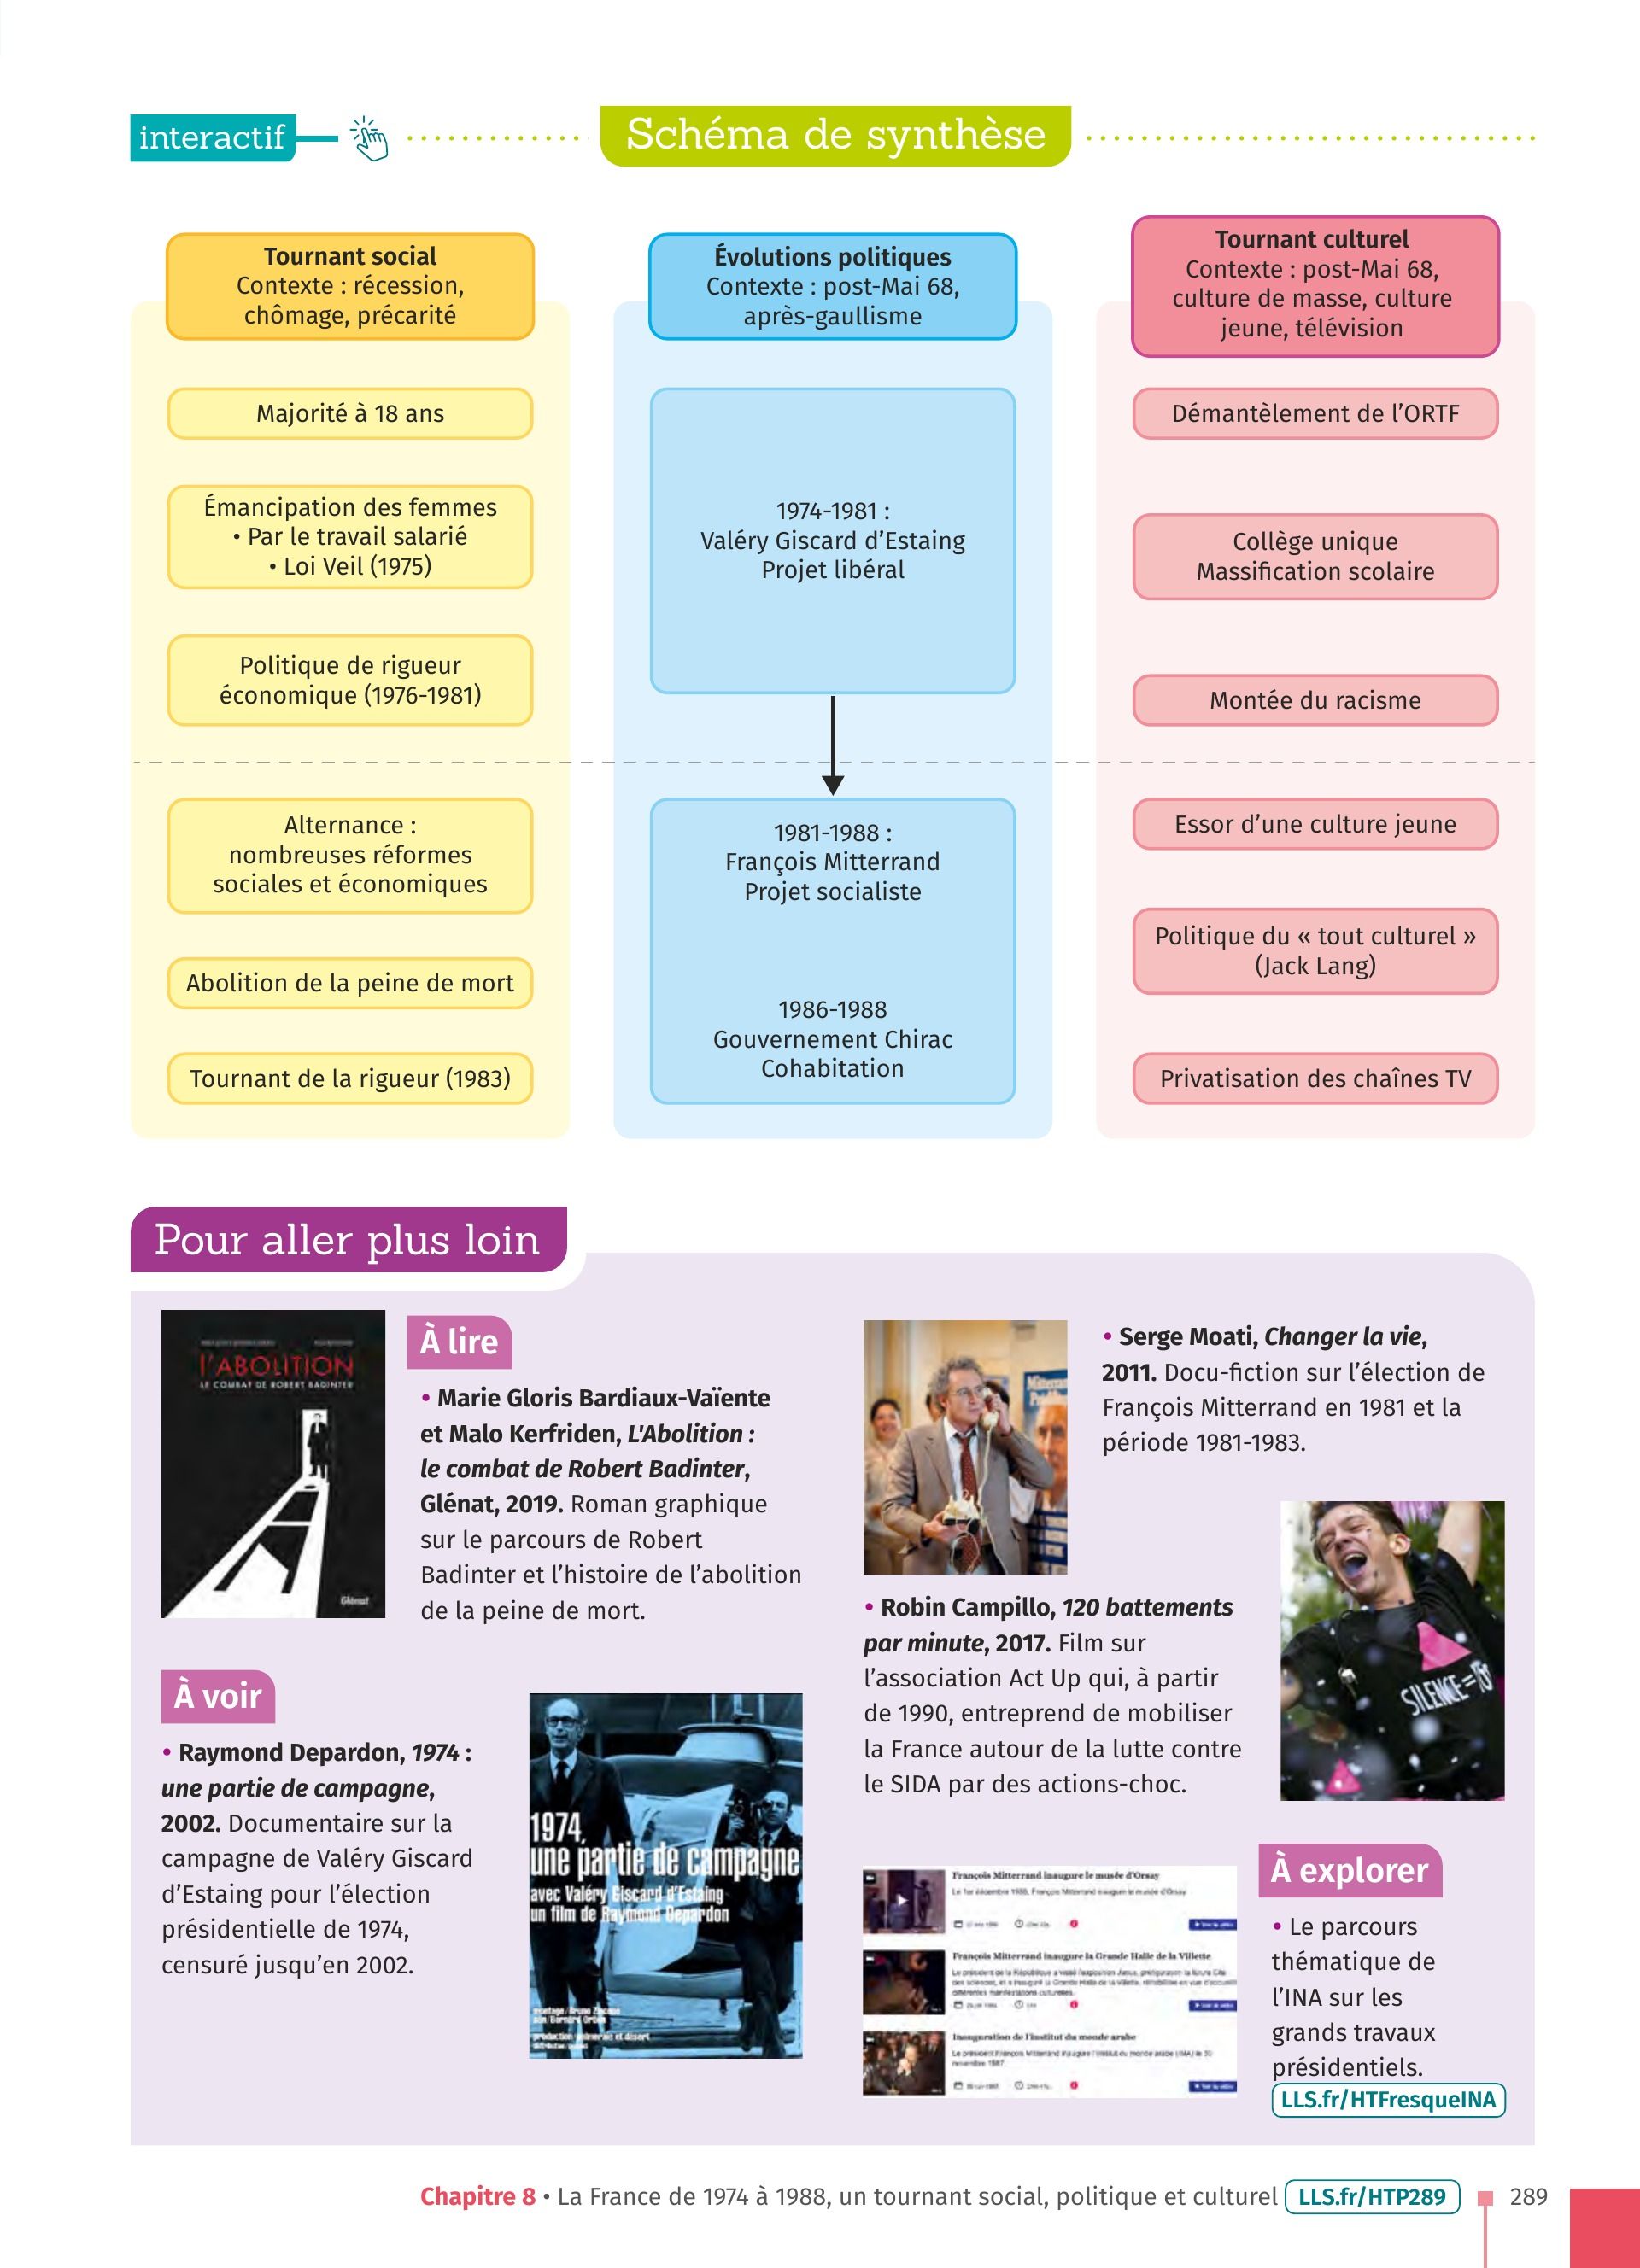 interactif
Schéma de synthèse
Tournant social
Contexte : récession,
chômage, précarité
Majorité à 18 ans
Émancipation des femmes
• Par le travail salarié
• Loi Veil (1975)
Politique de rigueur
économique (1976-1981)
Alternance :
nombreuses réformes
sociales et économiques
Abolition de la peine de mort
Tournant de la rigueur (1983)
Évolutions politiques
Contexte : post-Mai 68,
après-gaullisme
1974-1981 :
Valéry Giscard d’Estaing
Projet libéral
1981-1988 :
François Mitterrand
Projet socialiste
1986-1988
Gouvernement Chirac
Cohabitation
Tournant culturel
Contexte : post-Mai 68,
culture de masse, culture
jeune, télévision
Démantèlement de l’ORTF
Collège unique
Massification scolaire
Montée du racisme
Essor d’une culture jeune
Politique du « tout culturel »
(Jack Lang)
Privatisation des chaînes TV
Pour aller plus loin
L'ABOLITION
LE COMBAT DE ROBERT BADINTER
Glénat
À lire
• Marie Gloris Bardiaux-Vaïente
et Malo Kerfriden, L'Abolition :
le combat de Robert Badinter,
Glénat, 2019. Roman graphique
sur le parcours de Robert
Badinter et l’histoire de l’abolition
de la peine de mort.
À voir
• Raymond Depardon, 1974 :
une partie de campagne,
2002. Documentaire sur la
campagne de Valéry Giscard
d’Estaing pour l’élection
présidentielle de 1974,
censuré jusqu’en 2002.
1974,
une partie de campagne
avec Valéry Giscard d'Estaing
un film de Raymond Depardon
• Serge Moati, Changer la vie,
2011. Docu-fiction sur l’élection de
François Mitterrand en 1981 et la
période 1981-1983.
• Robin Campillo, 120 battements
par minute, 2017. Film sur
l’association Act Up qui, à partir
de 1990, entreprend de mobiliser
la France autour de la lutte contre
le SIDA par des actions-choc.
SILENCE=
François Mitterrand inaugure le musée d'Orsay
Le 1er décembre 1986, François Mitterrand inaugure le musée d'Orsay
François Mitterrand inaugure la Grande Halle de la Villette
Inauguration de l'Institut du monde arabe
À explorer
• Le parcours
thématique de
l’INA sur les
grands travaux
présidentiels.
LLS.fr/HTFresqueINA
Chapitre 8 • La France de 1974 à 1988, un tournant social, politique et culturel LLS.fr/HTP289 289